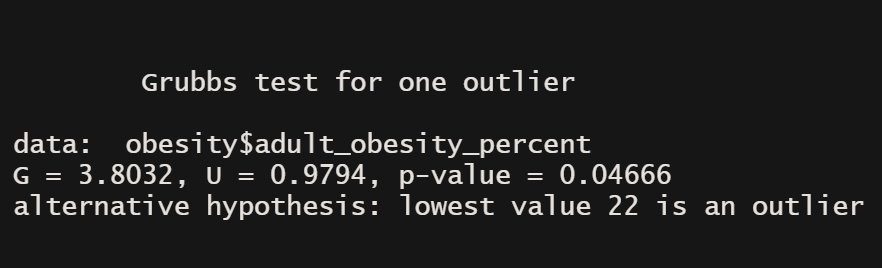 Grubbs test for one outlier
data:  obesity$adult_obesity_percent
G = 3.8032, U = 0.9794, p-value = 0.04666
alternative hypothesis: lowest value 22 is an outlier